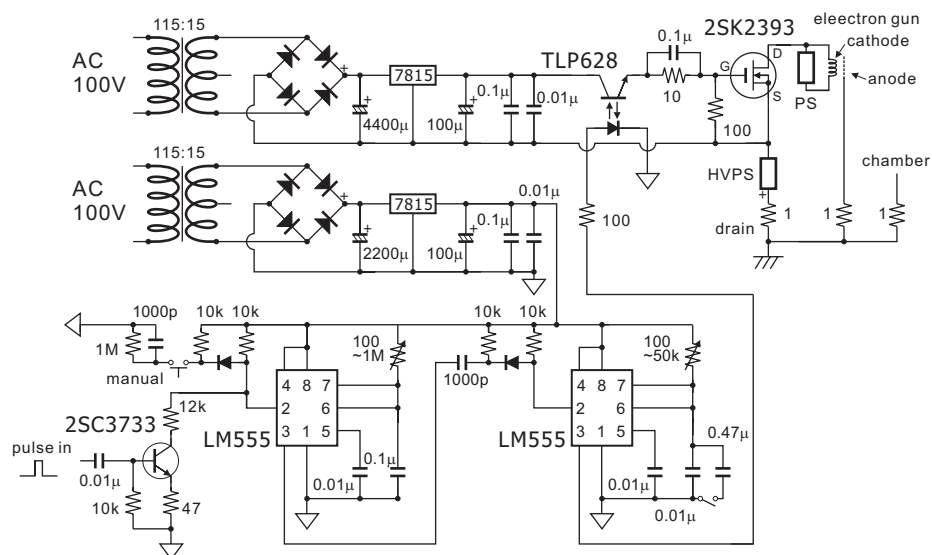 115:15
AC
100V
7815
4400μ
100μ
0.1μ
0.01μ
TLP628
0.1μ
10
2SK2393
G
D
S
100
PS
eleectron gun
cathode
anode
HVPS
+
1
drain
1
chamber
1
115:15
AC
100V
7815
2200μ
100μ
0.1μ
0.01μ
100
1000p
1M
manual
10k
10k
100
~1M
10k
10k
1000p
100
~50k
4
8
7
2
6
3
1
5
LM555
0.01μ
0.1μ
4
8
7
2
6
3
1
5
LM555
0.01μ
0.01μ
0.47μ
12k
2SC3733
pulse in
0.01μ
10k
47